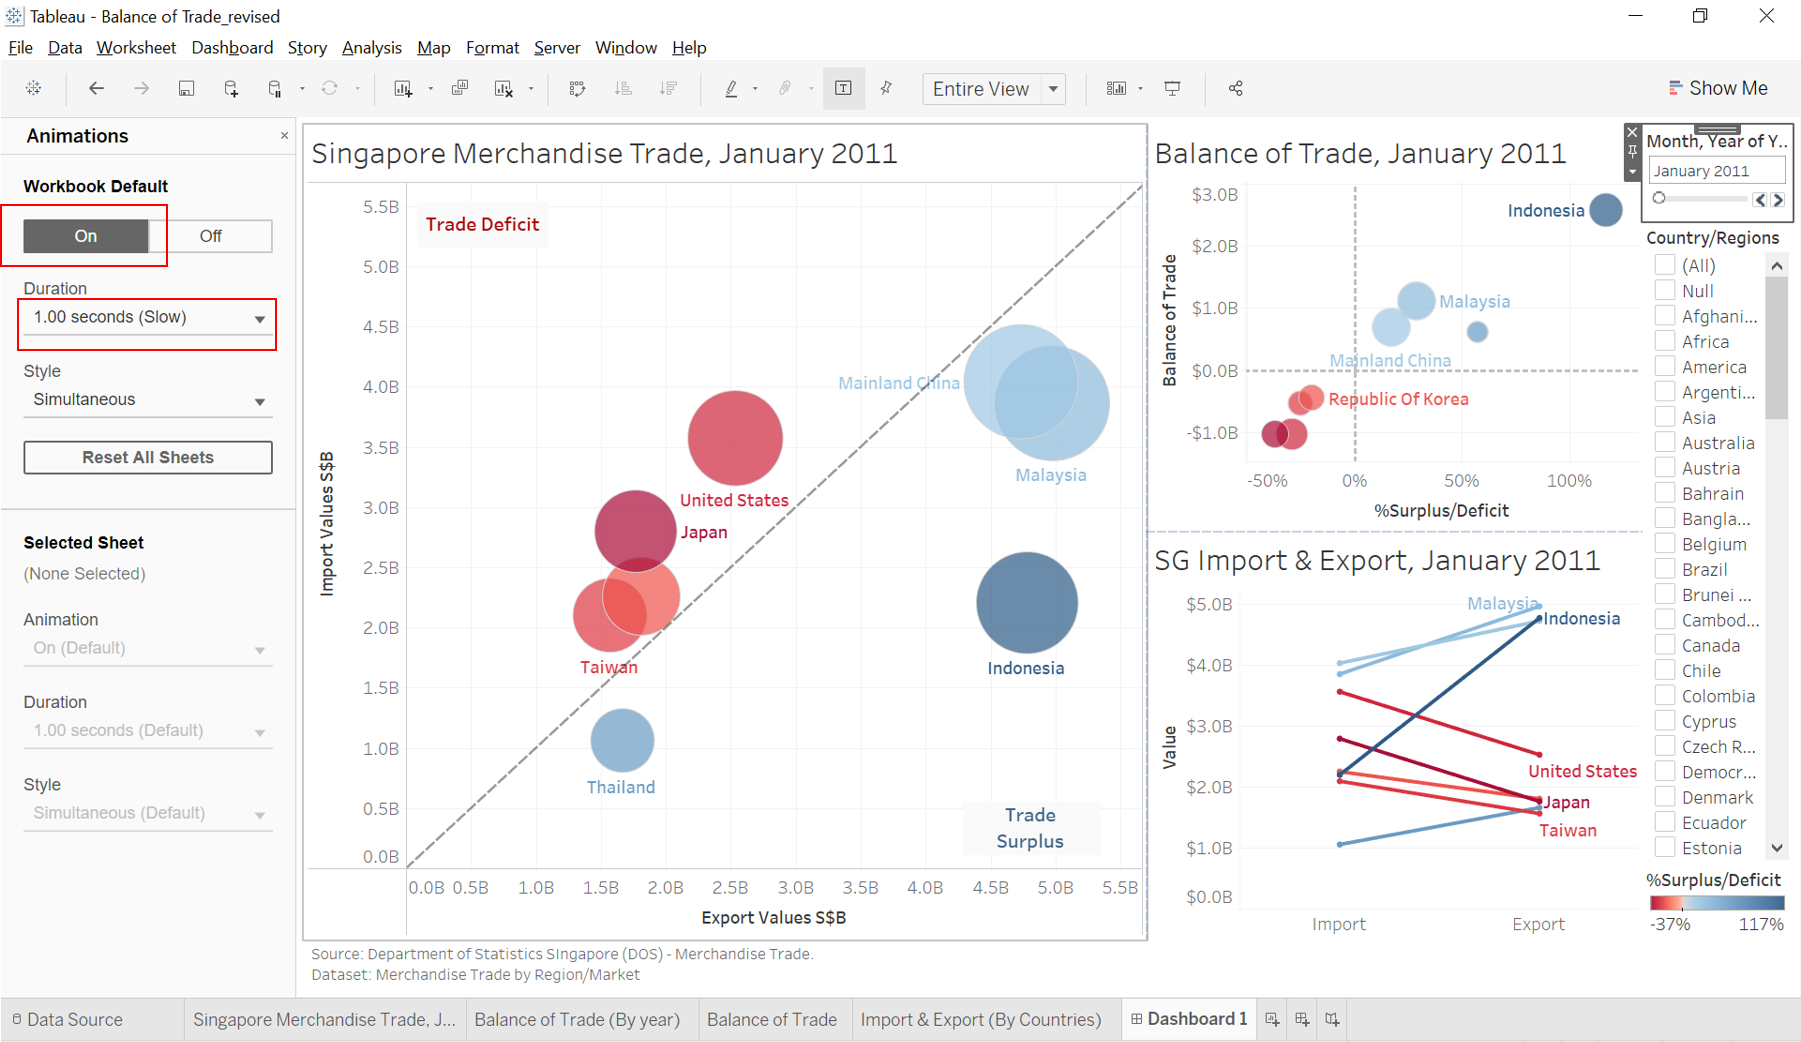 Tableau - Balance of Trade_revised
File Data Worksheet Dashboard Story Analysis Map Format Server Window Help
Entire View
Show Me
Animations
Workbook Default
On
Off
Duration
1.00 seconds (Slow)
Style
Simultaneous
Reset All Sheets
Selected Sheet
(None Selected)
Animation
On (Default)
Duration
1.00 seconds (Default)
Style
Simultaneous (Default)
Singapore Merchandise Trade, January 2011
Import Values S$B
5.5B
5.0B
4.5B
4.0B
3.5B
3.0B
2.5B
2.0B
1.5B
1.0B
0.5B
0.0B
Trade Deficit
Mainland China
Malaysia
United States
Japan
Taiwan
Indonesia
Thailand
Trade
Surplus
0.0B 0.5B 1.0B 1.5B 2.0B 2.5B 3.0B 3.5B 4.0B 4.5B 5.0B 5.5B
Export Values S$B
Source: Department of Statistics SIngapore (DOS) - Merchandise Trade.
Dataset: Merchandise Trade by Region/Market
Balance of Trade, January 2011
Balance of Trade
$3.0B
$2.0B
$1.0B
$0.0B
-$1.0B
Indonesia
Malaysia
Mainland China
Republic Of Korea
-50% 0% 50% 100%
%Surplus/Deficit
SG Import & Export, January 2011
Value
$5.0B
$4.0B
$3.0B
$2.0B
$1.0B
$0.0B
Malaysia
Indonesia
United States
Japan
Taiwan
Import Export
Month, Year of Y..
January 2011
Country/Regions
(All)
Null
Afghani...
Africa
America
Argenti...
Asia
Australia
Austria
Bahrain
Bangla...
Belgium
Brazil
Brunei ...
Cambod...
Canada
Chile
Colombia
Cyprus
Czech R...
Democr...
Denmark
Ecuador
Estonia
%Surplus/Deficit
-37% 117%
Data Source
Singapore Merchandise Trade, J...
Balance of Trade (By year)
Balance of Trade
Import & Export (By Countries)
Dashboard 1